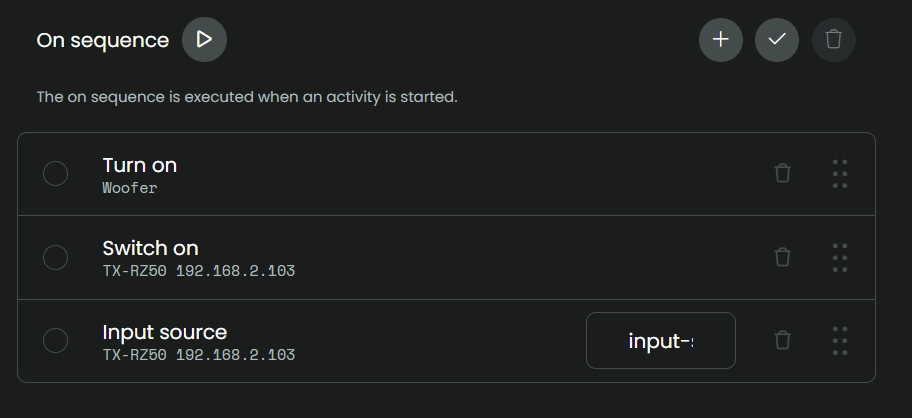 On sequence
The on sequence is executed when an activity is started.
Turn on
Woofer
Switch on
TX-RZ50 192.168.2.103
Input source
TX-RZ50 192.168.2.103
input-